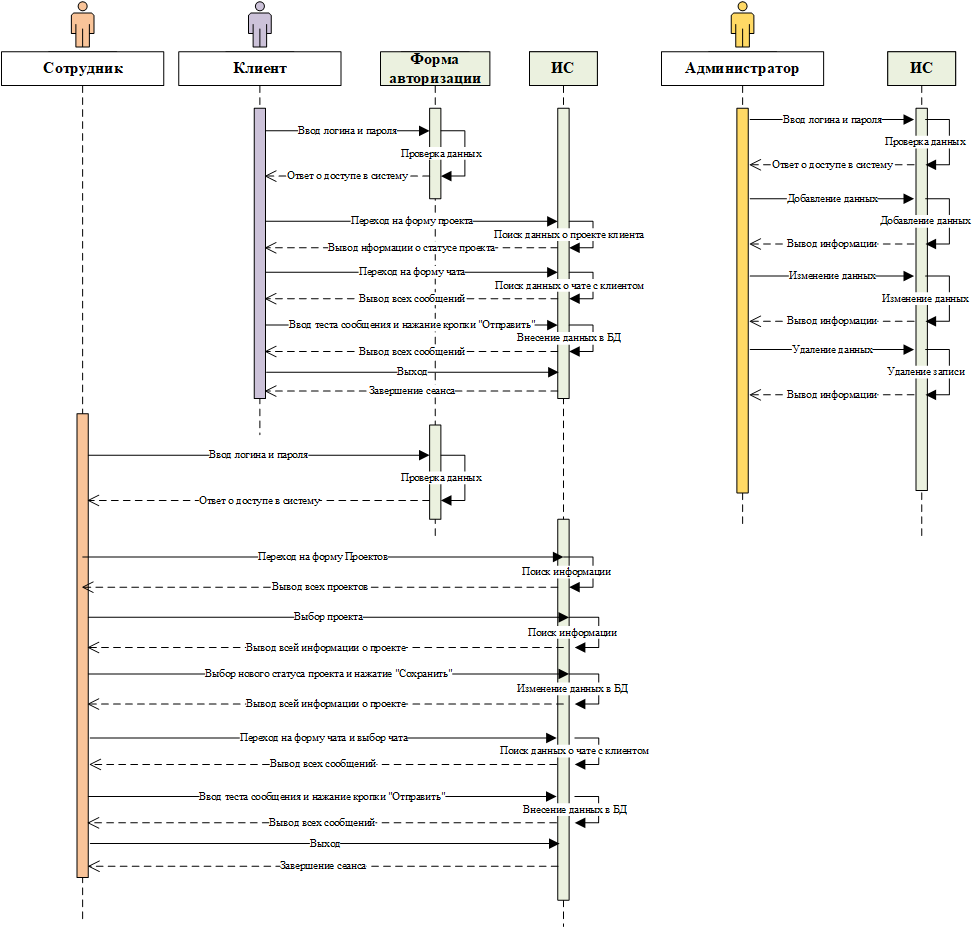 Сотрудник
Клиент
Форма
авторизации
ИС
Администратор
ИС
Ввод логина и пароля
Проверка данных
Ответ о доступе в систему
Переход на форму проекта
Поиск данных о проекте клиента
Вывод нформации о статусе проекта
Переход на форму чата
Поиск данных о чате с клиентом
Вывод всех сообщений
Ввод теста сообщения и нажание кропки "Отправить"
Внесение данных в БД
Вывод всех сообщений
Выход
Завершение сеанса
Ввод логина и пароля
Проверка данных
Ответ о доступе в систему
Добавление данных
Добавление данных
Вывод информации
Изменение данных
Изменение данных
Вывод информации
Удаление данных
Удаление записи
Вывод информации
Ввод логина и пароля
Проверка данных
Ответ о доступе в систему
Переход на форму Проектов
Поиск информации
Вывод всех проектов
Выбор проекта
Поиск информации
Вывод всей информации о проекте
Выбор нового статуса проекта и нажатие "Сохранить"
Изменение данных в БД
Вывод всей информации о проекте
Переход на форму чата и выбор чата
Поиск данных о чате с клиентом
Вывод всех сообщений
Ввод теста сообщения и нажание кропки "Отправить"
Внесение данных в БД
Вывод всех сообщений
Выход
Завершение сеанса